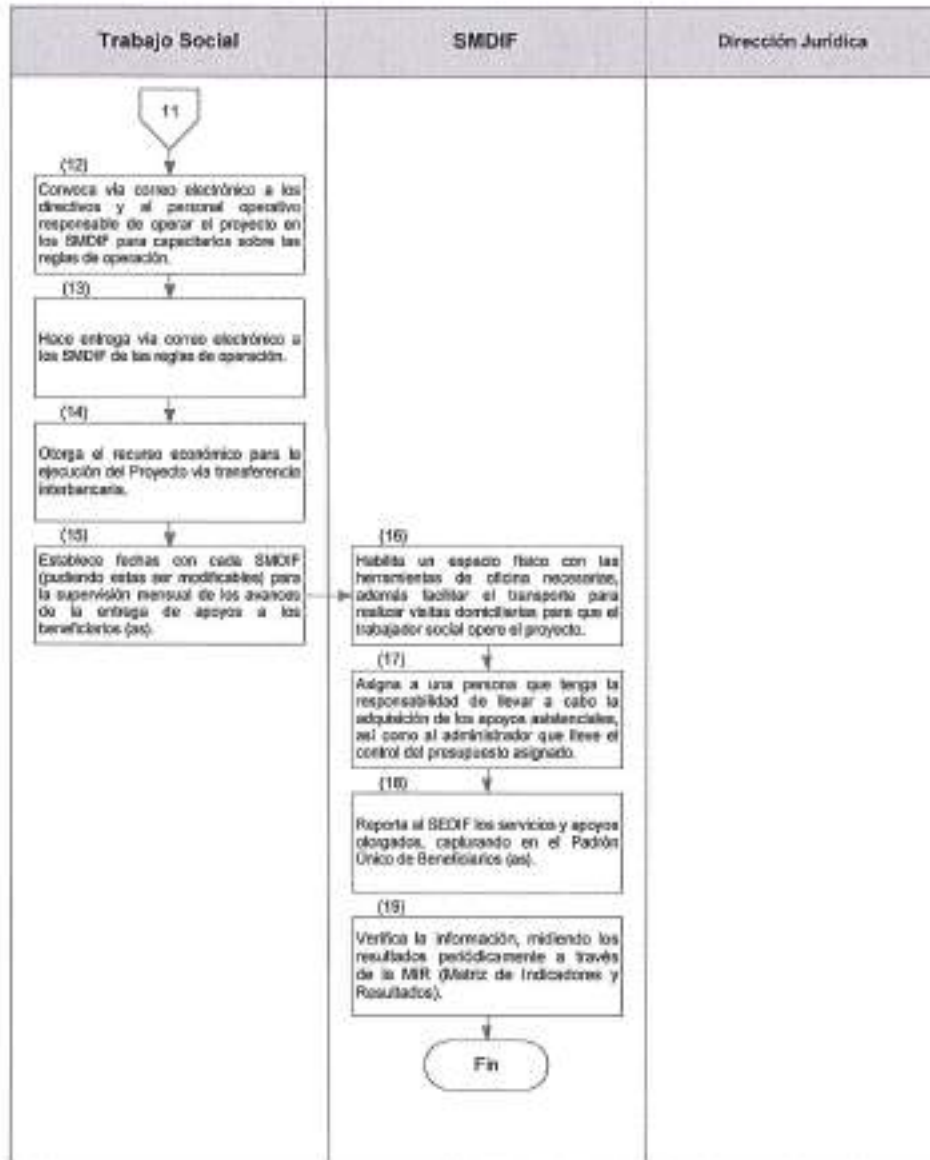 Trabajo Social
SMDIF
Dirección Jurídica
11
(12)
Convoca vía correo electrónico a los
directivos y al personal operativo
responsable de operar el proyecto en
los SMDIF para capacitarlos sobre las
reglas de operación.
(13)
Hace entrega vía correo electrónico a
los SMDIF de las reglas de operación.
(14)
Otorga el recurso económico para la
ejecución del Proyecto vía transferencia
interbancaria.
(15)
Establece fechas con cada SMDIF
(pudiendo estas ser modificables) para
la supervisión mensual de los avances
de la entrega de apoyos a los
beneficiarios (as).
(16)
Habilita un espacio físico con las
herramientas de oficina necesarias,
además facilitar el transporte para
realizar visitas domiciliarias para que el
trabajador social opere el proyecto.
(17)
Asigna a una persona que tenga la
responsabilidad de llevar a cabo la
adquisición de los apoyos asistenciales,
así como al administrador que lleve el
control del presupuesto asignado.
(18)
Reporta al SEDIF los servicios y apoyos
otorgados, capturando en el Padrón
Único de Beneficiarios (as).
(19)
Verifica la información, midiendo los
resultados periódicamente a través
de la MIR (Matriz de Indicadores y
Resultados).
Fin